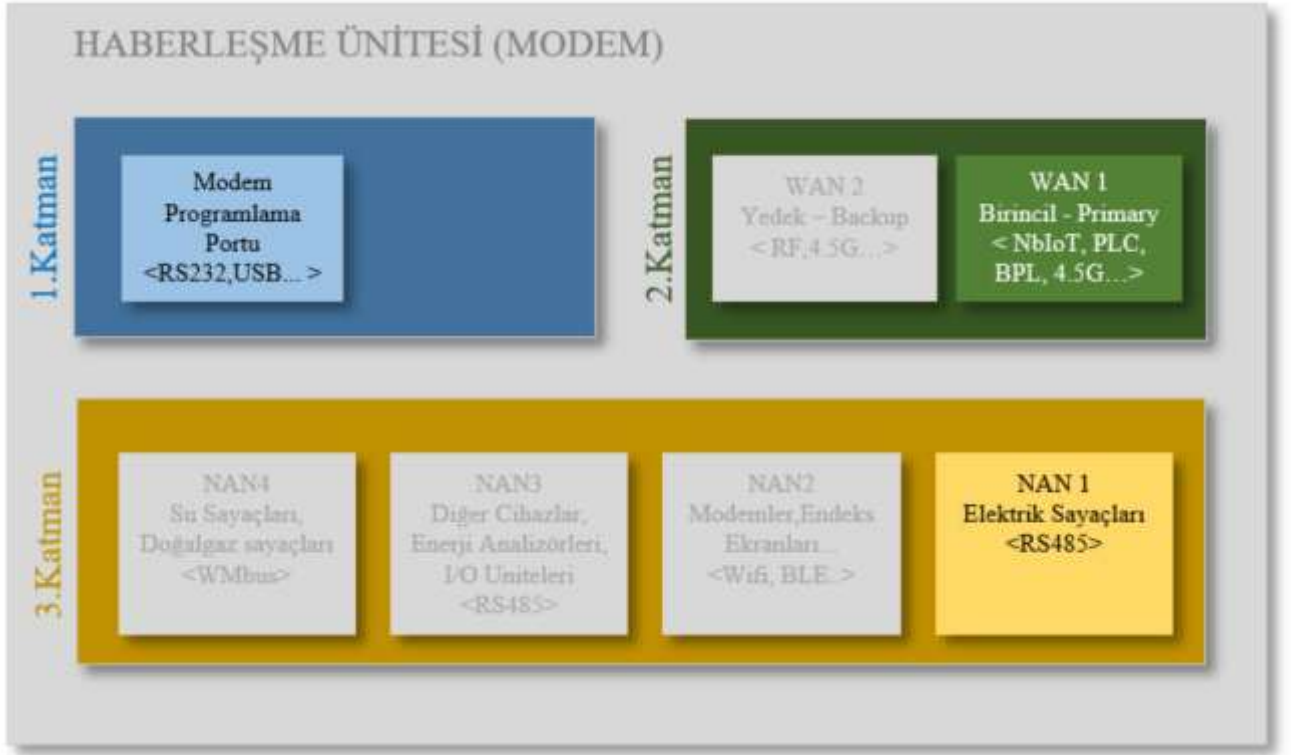 HABERLEŞME ÜNİTESİ (MODEM)
1.Katman
Modem
Programlama
Portu
<RS232,USB... >
2.Katman
WAN 2
Yedek – Backup
< RF,4.5G…>
WAN 1
Birincil - Primary
< NbIoT, PLC,
BPL, 4.5G…>
3.Katman
NAN4
Su Sayaçları,
Doğalgaz sayaçları
<WMbus>
NAN3
Diğer Cihazlar,
Enerji Analizörleri,
I/O Uniteleri
<RS485>
NAN2
Modemler,Endeks
Ekranları...
<Wifi, BLE..>
NAN 1
Elektrik Sayaçları
<RS485>